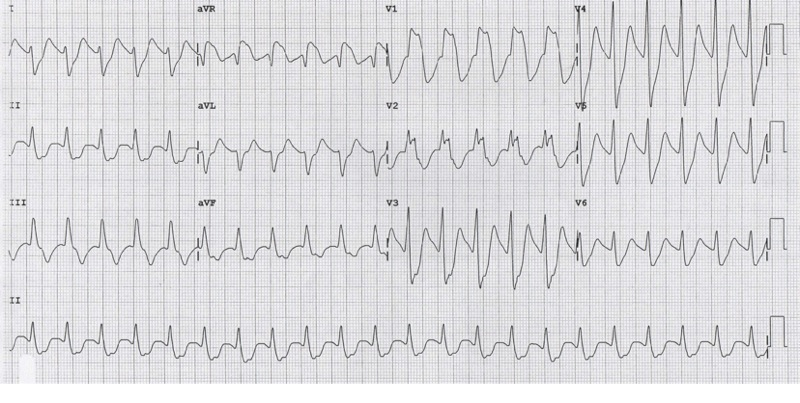 I aVR V1 V4
II aVL V2 V5
III aVF V3 V6
II